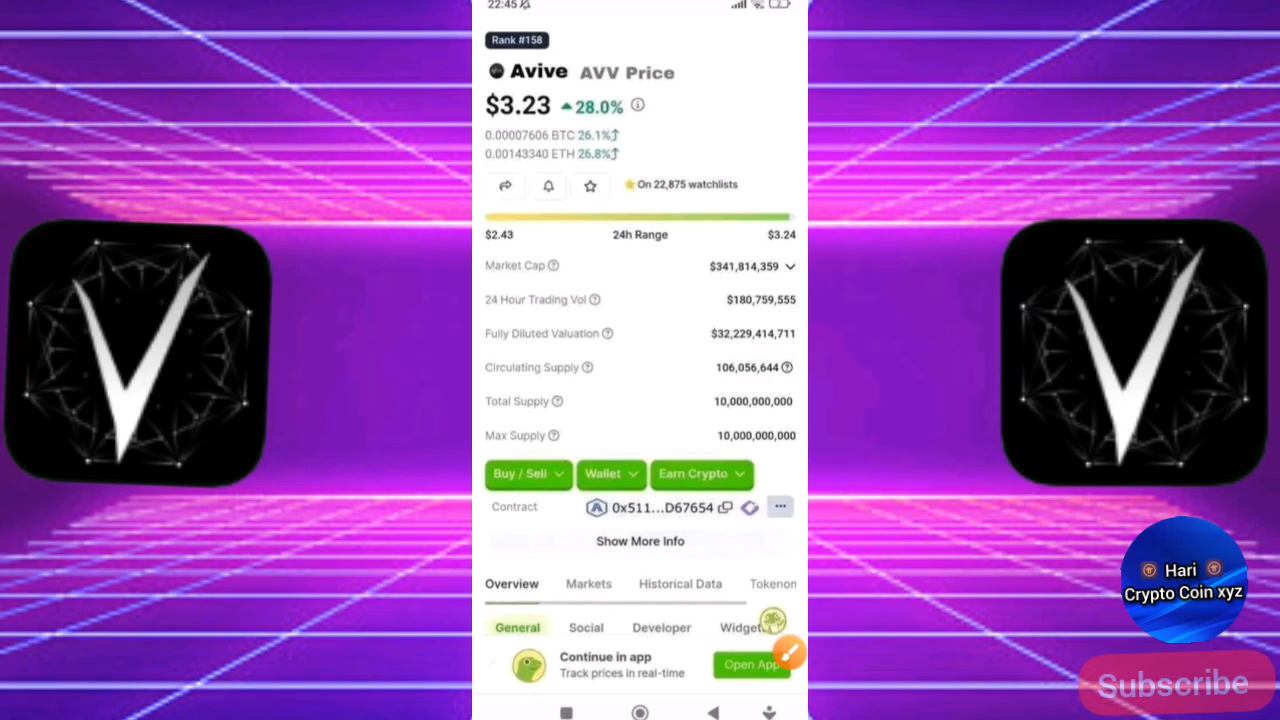 22:45
Rank #158
Avive AVV Price
$3.23 28.0%
0.00007606 BTC 26.1%
0.00143340 ETH 26.8%
On 22,875 watchlists
$2.43 24h Range $3.24
Market Cap $341,814,359
24 Hour Trading Vol $180,759,555
Fully Diluted Valuation $32,229,414,711
Circulating Supply 106,056,644
Total Supply 10,000,000,000
Max Supply 10,000,000,000
Buy / Sell Wallet Earn Crypto
Contract 0x511...D67654
Show More Info
Overview Markets Historical Data Tokenom
General Social Developer Widget
Continue in app
Track prices in real-time
Open App
Hari
Crypto Coin xyz
Subscribe